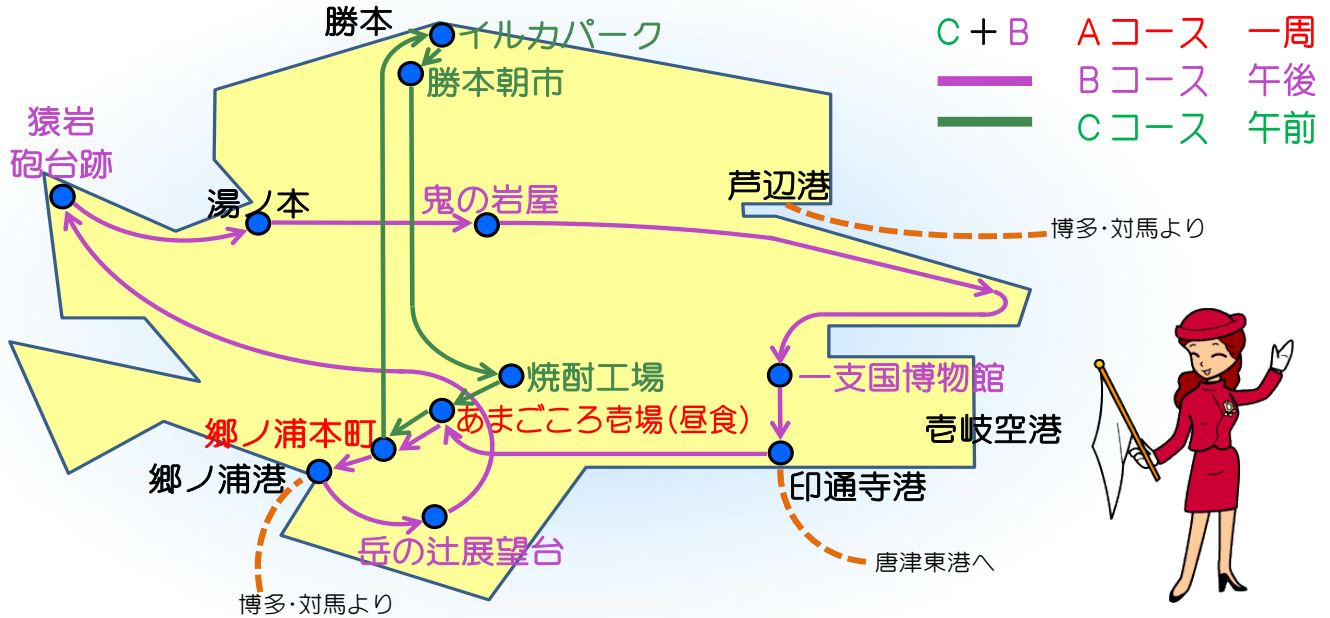 勝本
イルカパーク
勝本朝市
C+B Aコース 一周
Bコース 午後
Cコース 午前
猿岩
砲台跡
湯ノ本
鬼の岩屋
芦辺港
博多・対馬より
焼酎工場
一支国博物館
あまごころ壱場(昼食)
郷ノ浦本町
壱岐空港
郷ノ浦港
印通寺港
岳の辻展望台
唐津東港へ
博多・対馬より